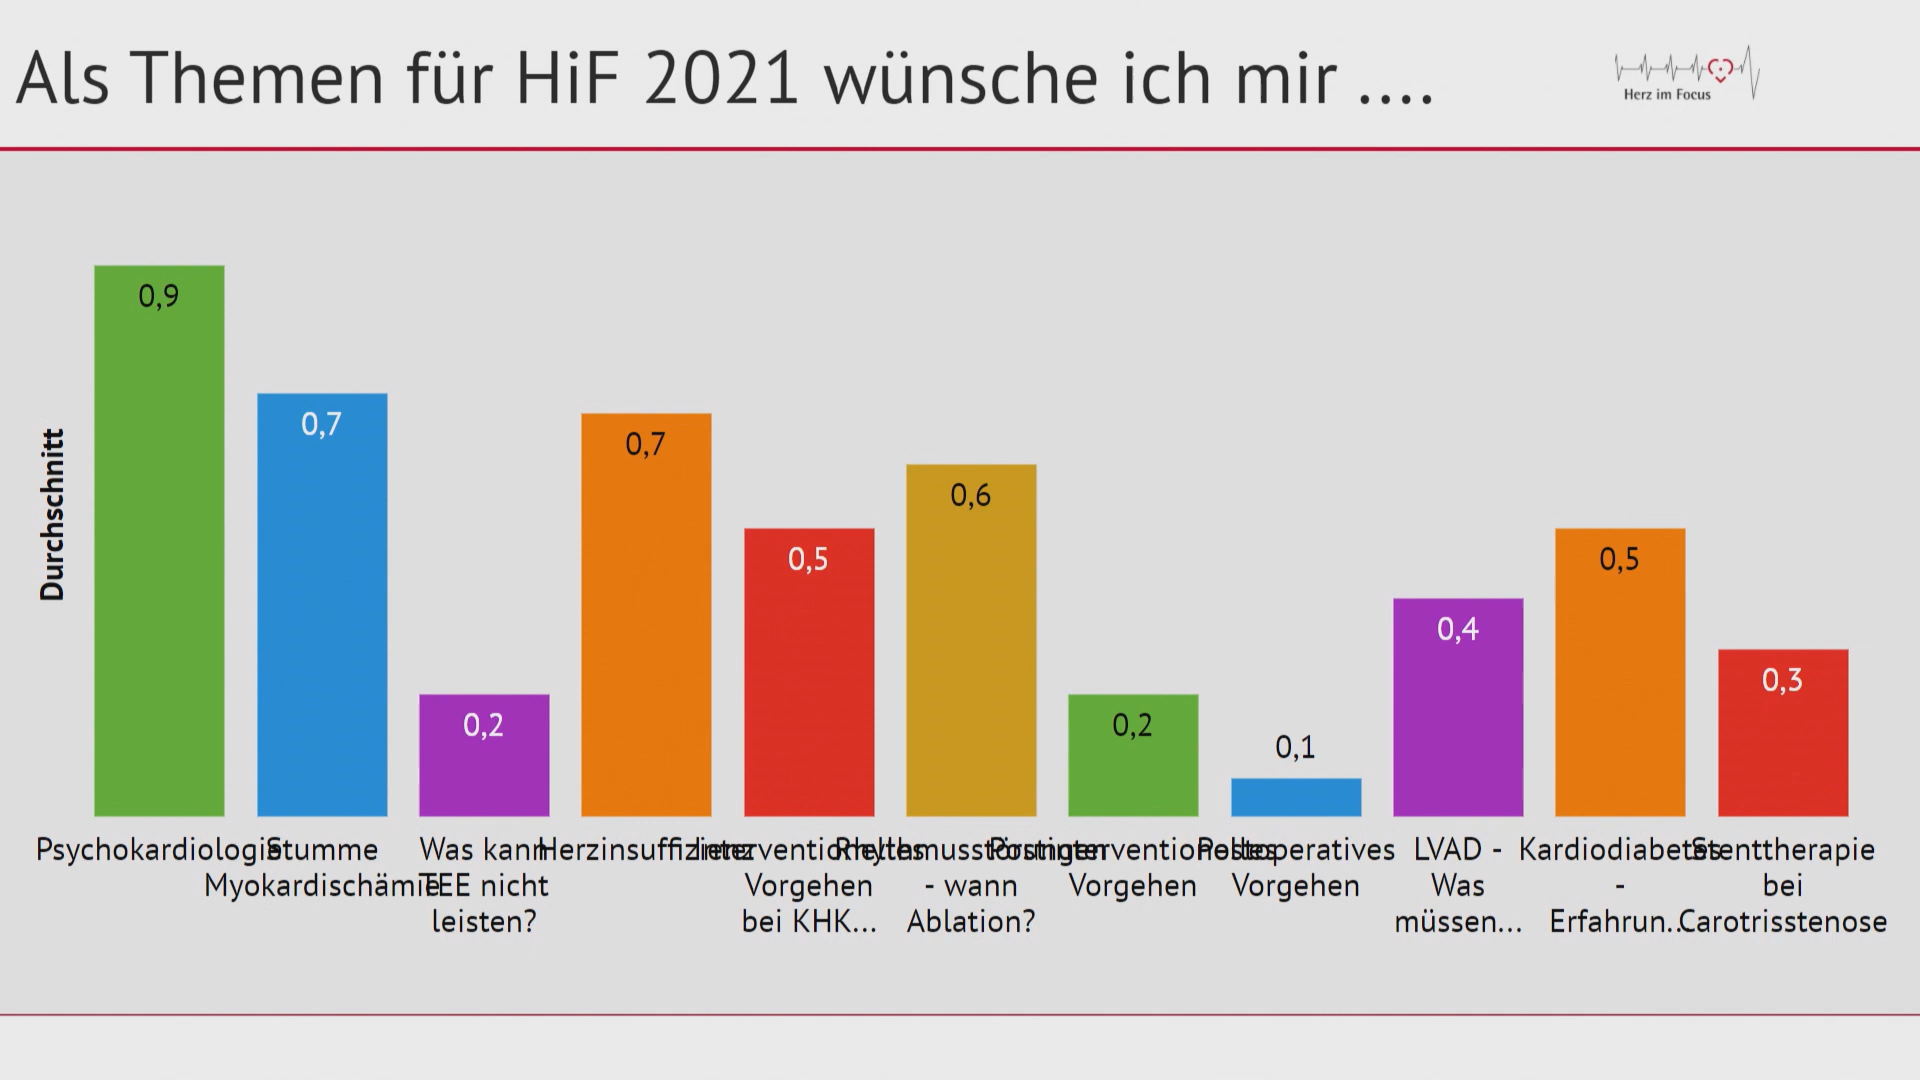 Als Themen für HiF 2021 wünsche ich mir ....
Herz im Focus
Durchschnitt
0,9
0,7
0,2
0,7
0,5
0,6
0,2
0,1
0,4
0,5
0,3
Psychokardiologie
Stumme
Myokardischämie
Was kann
TEE nicht
leisten?
Herzinsuffizienz
interventionelles
Vorgehen
bei KHK...
Rhythmusstörungen
- wann
Ablation?
Postinterventionelles
Vorgehen
Postoperatives
Vorgehen
LVAD -
Was
müssen...
Kardiodiabetes
-
Erfahrun...
Stenttherapie
bei
Carotrisstenose